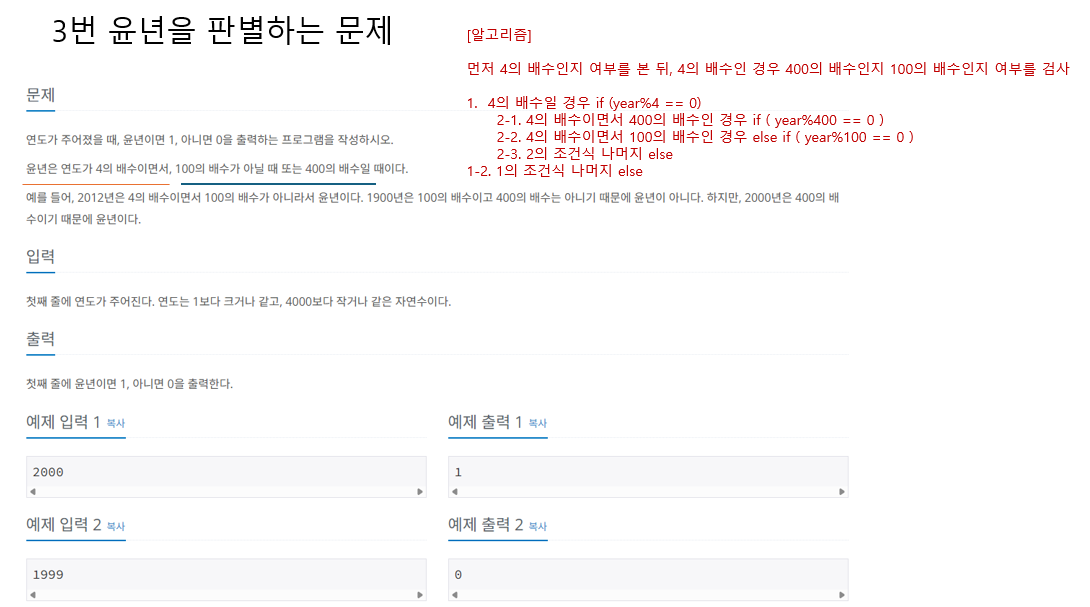 3번 윤년을 판별하는 문제
[알고리즘]
먼저 4의 배수인지 여부를 본 뒤, 4의 배수인 경우 400의 배수인지 100의 배수인지 여부를 검사
1. 4의 배수일 경우 if (year%4 == 0)
2-1. 4의 배수이면서 400의 배수인 경우 if ( year%400 == 0 )
2-2. 4의 배수이면서 100의 배수인 경우 else if ( year%100 == 0 )
2-3. 2의 조건식 나머지 else
1-2. 1의 조건식 나머지 else
문제
연도가 주어졌을 때, 윤년이면 1, 아니면 0을 출력하는 프로그램을 작성하시오.
윤년은 연도가 4의 배수이면서, 100의 배수가 아닐 때 또는 400의 배수일 때이다.
예를 들어, 2012년은 4의 배수이면서 100의 배수가 아니라서 윤년이다. 1900년은 100의 배수이고 400의 배수는 아니기 때문에 윤년이 아니다. 하지만, 2000년은 400의 배
수이기 때문에 윤년이다.
입력
첫째 줄에 연도가 주어진다. 연도는 1보다 크거나 같고, 4000보다 작거나 같은 자연수이다.
출력
첫째 줄에 윤년이면 1, 아니면 0을 출력한다.
예제 입력 1 복사
2000
예제 출력 1 복사
1
예제 입력 2 복사
1999
예제 출력 2 복사
0